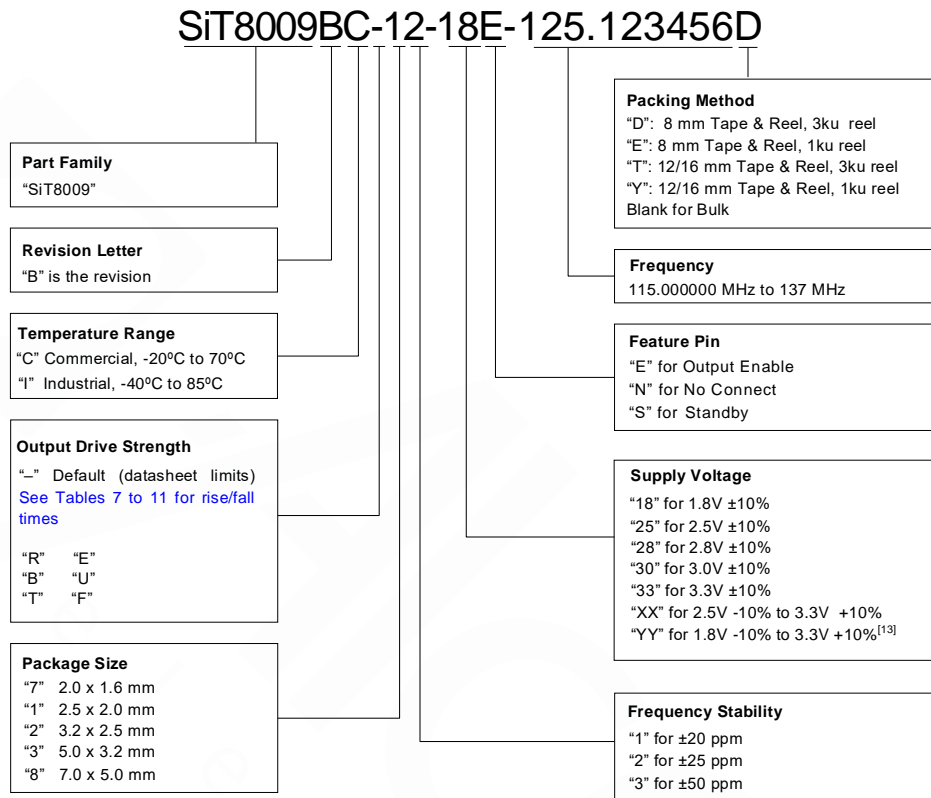 SiT8009BC-12-18E-125.123456D
Part Family
“SiT8009”
Revision Letter
“B” is the revision
Temperature Range
“C” Commercial, -20ºC to 70ºC
“I” Industrial, -40ºC to 85ºC
Output Drive Strength
“–” Default (datasheet limits)
See Tables 7 to 11 for rise/fall
times
“R” “E”
“B” “U”
“T” “F”
Package Size
“7” 2.0 x 1.6 mm
“1” 2.5 x 2.0 mm
“2” 3.2 x 2.5 mm
“3” 5.0 x 3.2 mm
“8” 7.0 x 5.0 mm
Packing Method
“D”: 8 mm Tape & Reel, 3ku reel
“E”: 8 mm Tape & Reel, 1ku reel
“T”: 12/16 mm Tape & Reel, 3ku reel
“Y”: 12/16 mm Tape & Reel, 1ku reel
Blank for Bulk
Frequency
115.000000 MHz to 137 MHz
Feature Pin
“E” for Output Enable
“N” for No Connect
“S” for Standby
Supply Voltage
“18” for 1.8V ±10%
“25” for 2.5V ±10%
“28” for 2.8V ±10%
“30” for 3.0V ±10%
“33” for 3.3V ±10%
“XX” for 2.5V -10% to 3.3V +10%
“YY” for 1.8V -10% to 3.3V +10%[13]
Frequency Stability
“1” for ±20 ppm
“2” for ±25 ppm
“3” for ±50 ppm